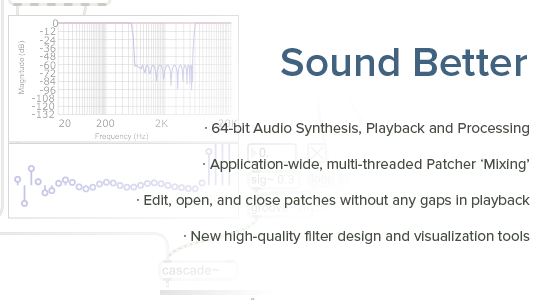 Sound Better
· 64-bit Audio Synthesis, Playback and Processing
· Application-wide, multi-threaded Patcher ‘Mixing’
· Edit, open, and close patches without any gaps in playback
· New high-quality filter design and visualization tools
Magnitude (dB)
0
-12
-24
-36
-48
-60
-72
-84
-96
-108
-120
-132
20 200 2K
Frequency (Hz)
sig~ 0.3
cascade~